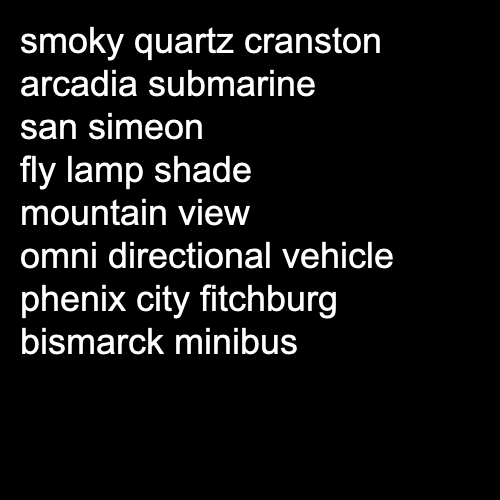 smoky quartz cranston
arcadia submarine
san simeon
fly lamp shade
mountain view
omni directional vehicle
phenix city fitchburg
bismarck minibus